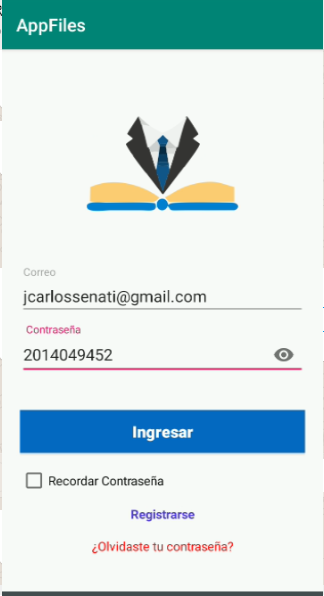 AppFiles
Correo
jcarlossenati@gmail.com
Contraseña
2014049452
Ingresar
Recordar Contraseña
Registrarse
¿Olvidaste tu contraseña?